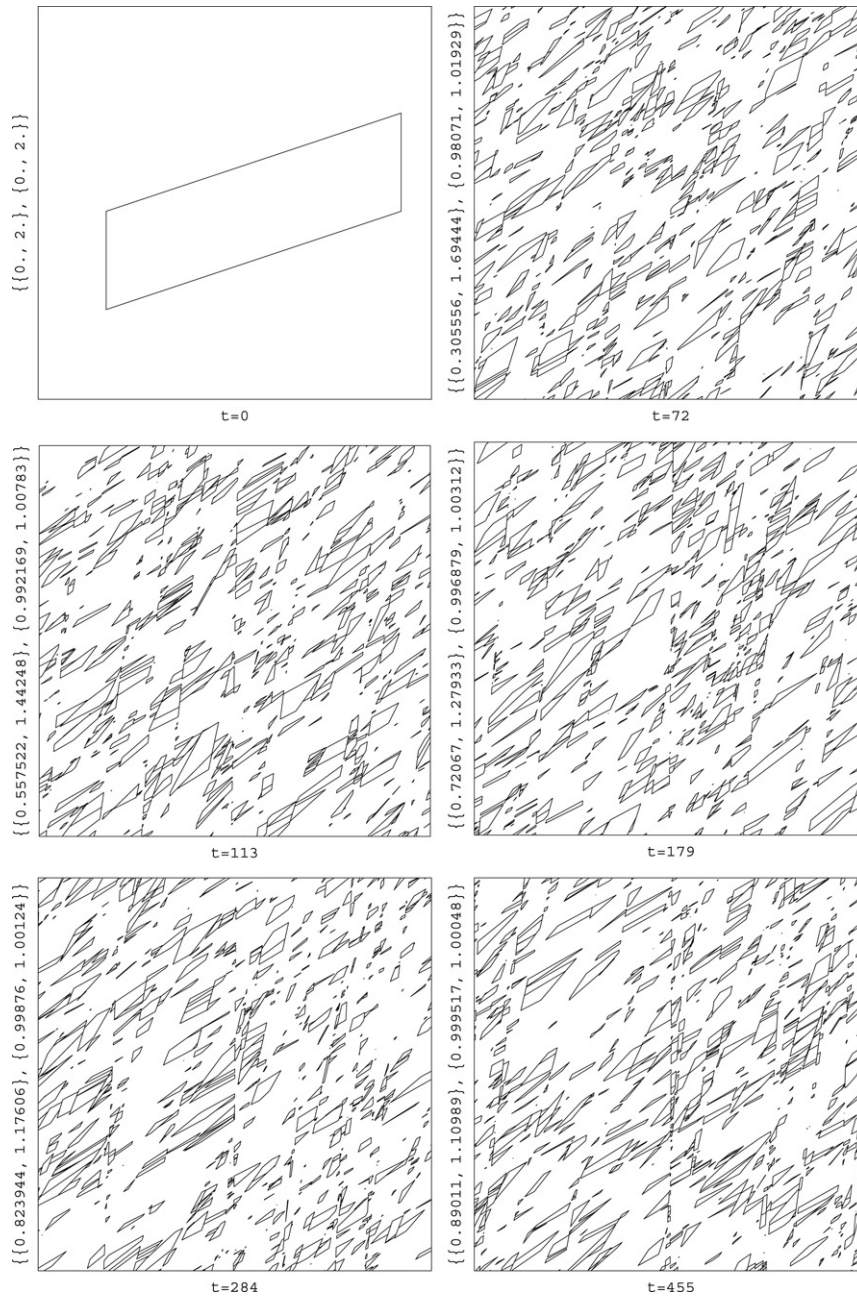 {{0., 2.}, {0., 2.}}
t=0
{{0.305556, 1.69444}, {0.98071, 1.01929}}
t=72
{{0.557522, 1.44248}, {0.992169, 1.00783}}
t=113
{{0.72067, 1.27933}, {0.996879, 1.00312}}
t=179
{{0.823944, 1.17606}, {0.99876, 1.00124}}
t=284
{{0.89011, 1.10989}, {0.999517, 1.00048}}
t=455